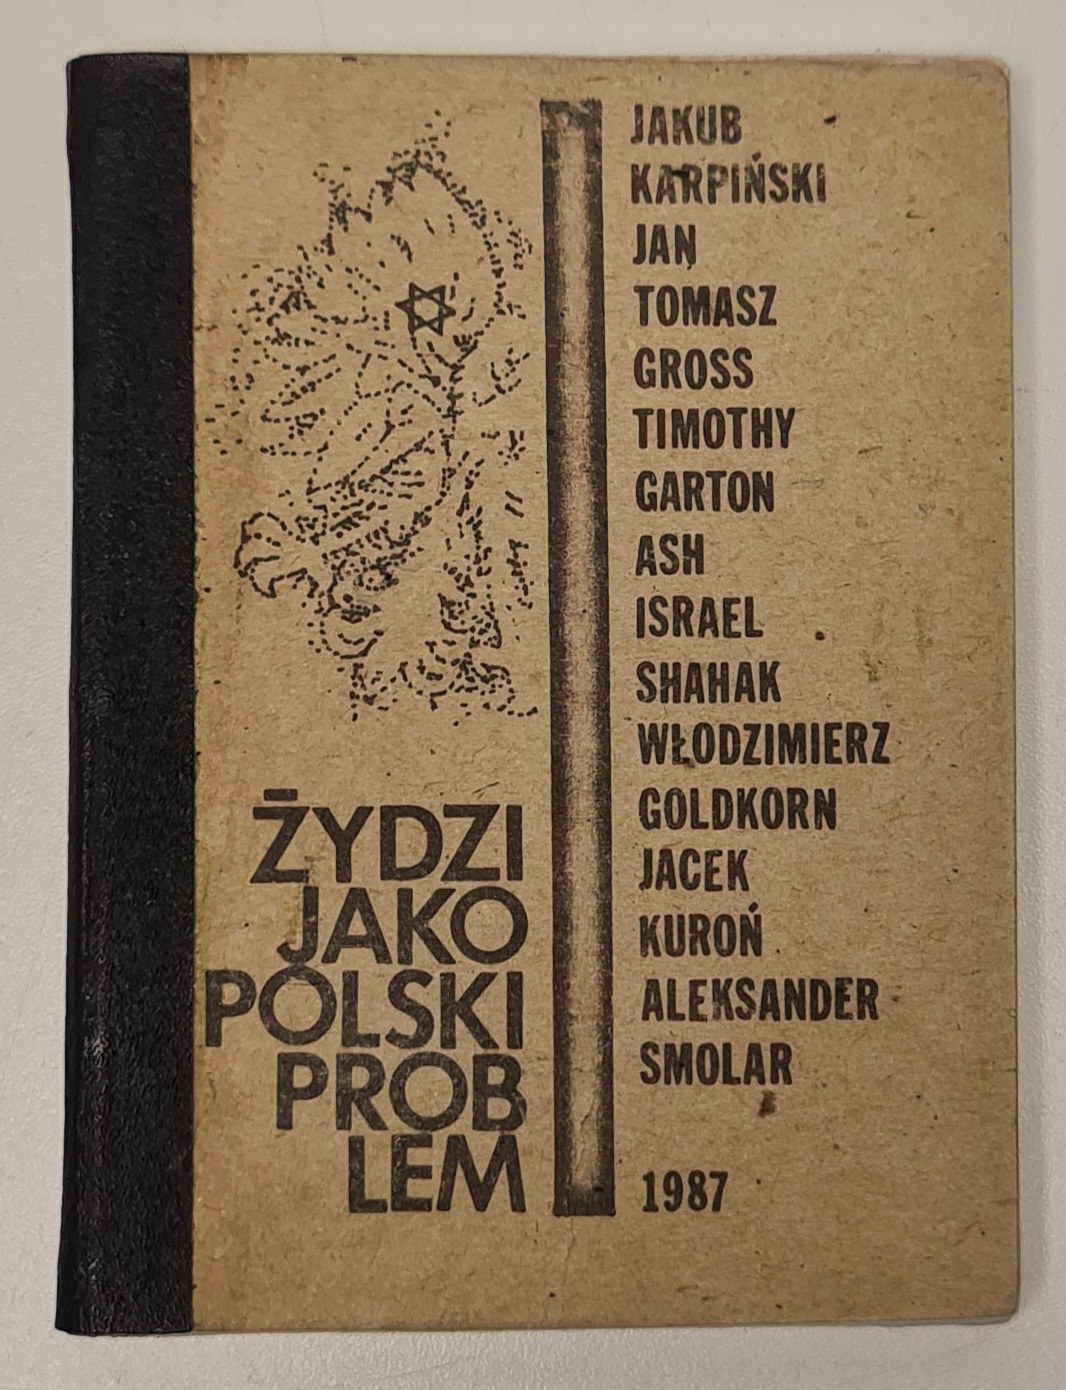 ŻYDZI
JAKO
POLSKI
PROB
LEM
JAKUB
KARPIŃSKI
JAN
TOMASZ
GROSS
TIMOTHY
GARTON
ASH
ISRAEL
SHAHAK
WŁODZIMIERZ
GOLDKORN
JACEK
KUROŃ
ALEKSANDER
SMOLAR
1987